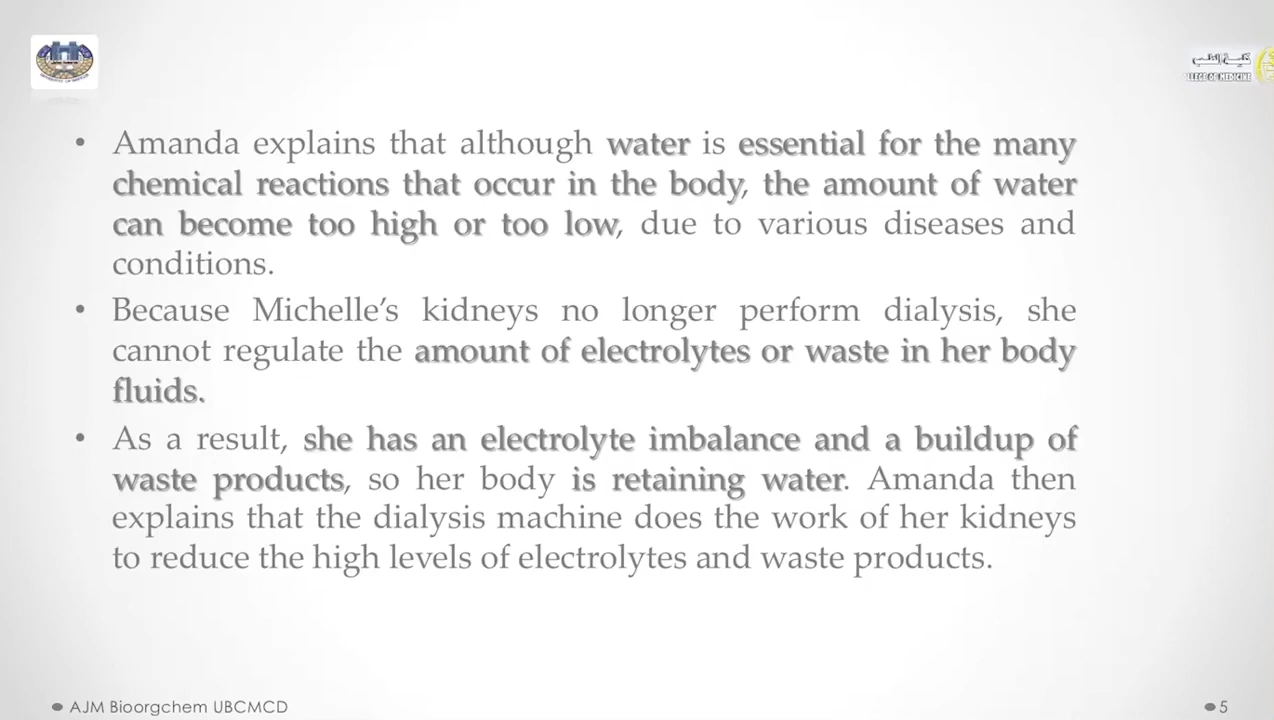 كلية الطب
LLEGE OF MEDICINE
• Amanda explains that although water is essential for the many
chemical reactions that occur in the body, the amount of water
can become too high or too low, due to various diseases and
conditions.
• Because Michelle’s kidneys no longer perform dialysis, she
cannot regulate the amount of electrolytes or waste in her body
fluids.
• As a result, she has an electrolyte imbalance and a buildup of
waste products, so her body is retaining water. Amanda then
explains that the dialysis machine does the work of her kidneys
to reduce the high levels of electrolytes and waste products.
AJM Bioorgchem UBCMCD
5